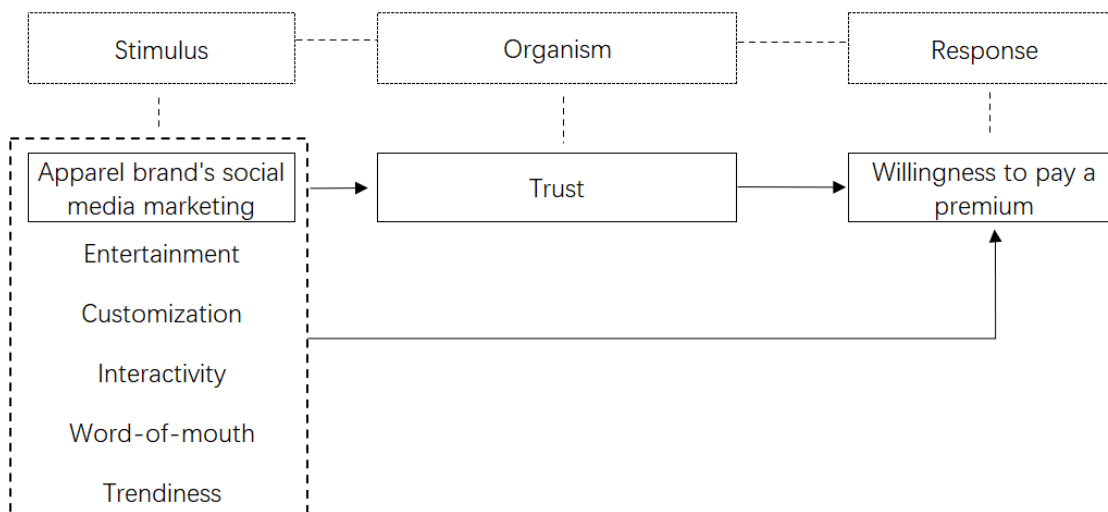 Stimulus
Organism
Response
Apparel brand's social
media marketing
Trust
Willingness to pay a
premium
Entertainment
Customization
Interactivity
Word-of-mouth
Trendiness